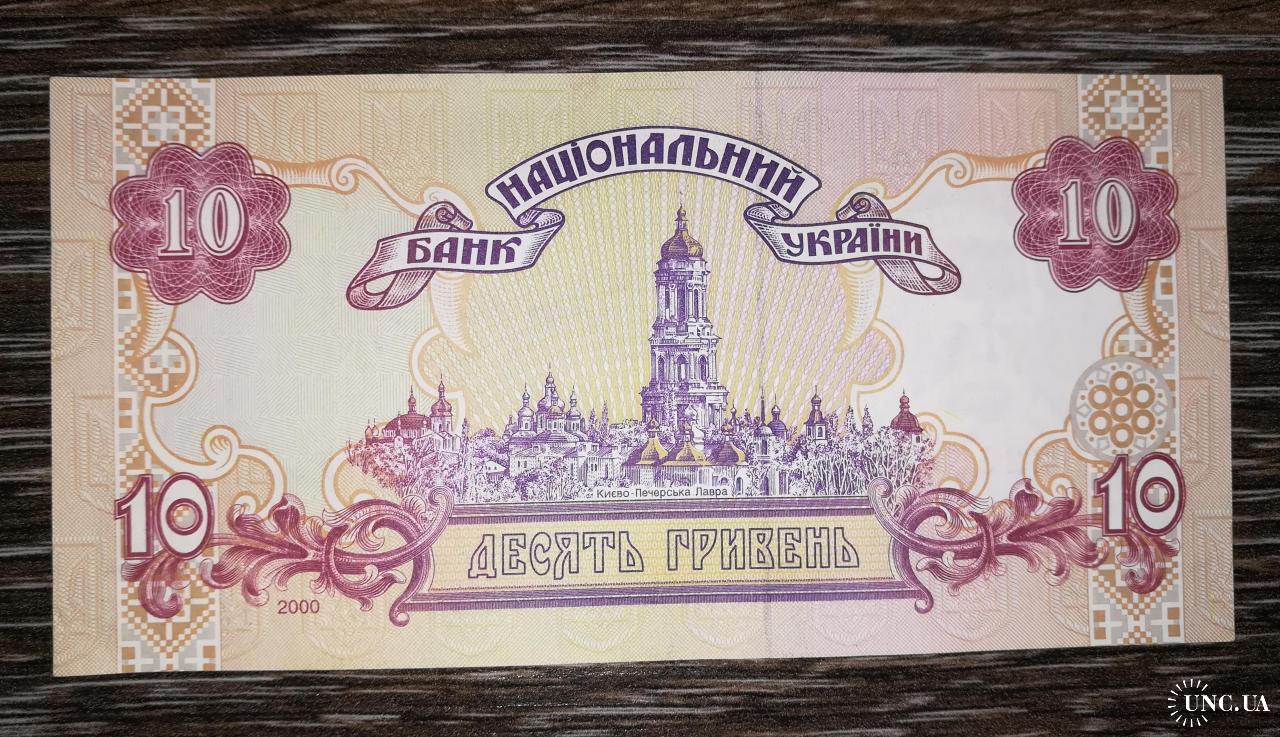 НАЦІОНАЛЬНИЙ
БАНК
УКРАЇНИ
10
10
Києво-Печерська Лавра
10
10
ДЕСЯТЬ ГРИВЕНЬ
2000
UNC.UA